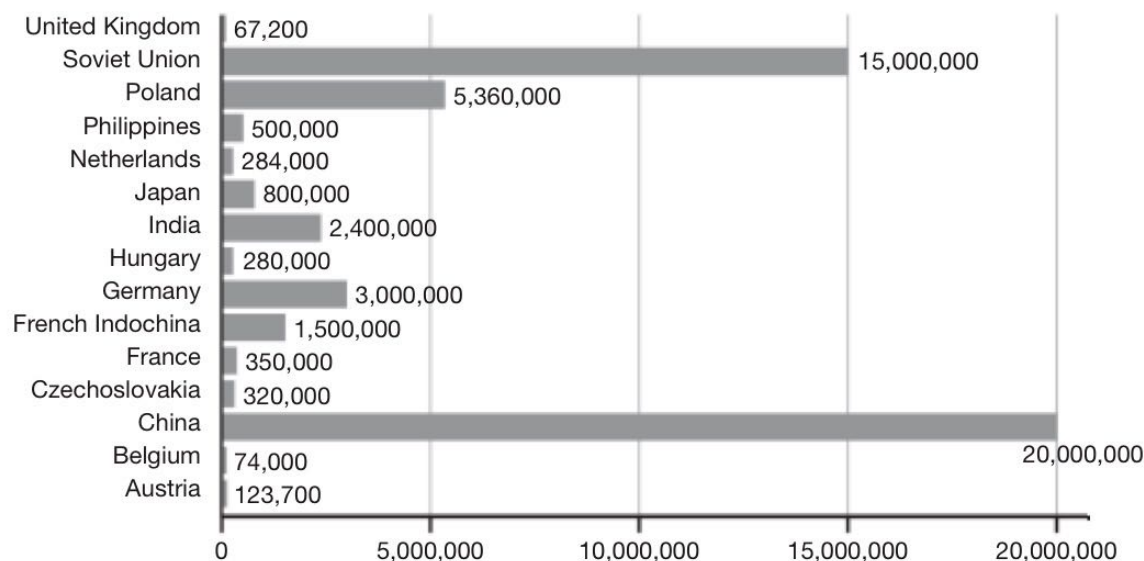 United Kingdom 67,200
Soviet Union 15,000,000
Poland 5,360,000
Philippines 500,000
Netherlands 284,000
Japan 800,000
India 2,400,000
Hungary 280,000
Germany 3,000,000
French Indochina 1,500,000
France 350,000
Czechoslovakia 320,000
China 20,000,000
Belgium 74,000
Austria 123,700
0 5,000,000 10,000,000 15,000,000 20,000,000